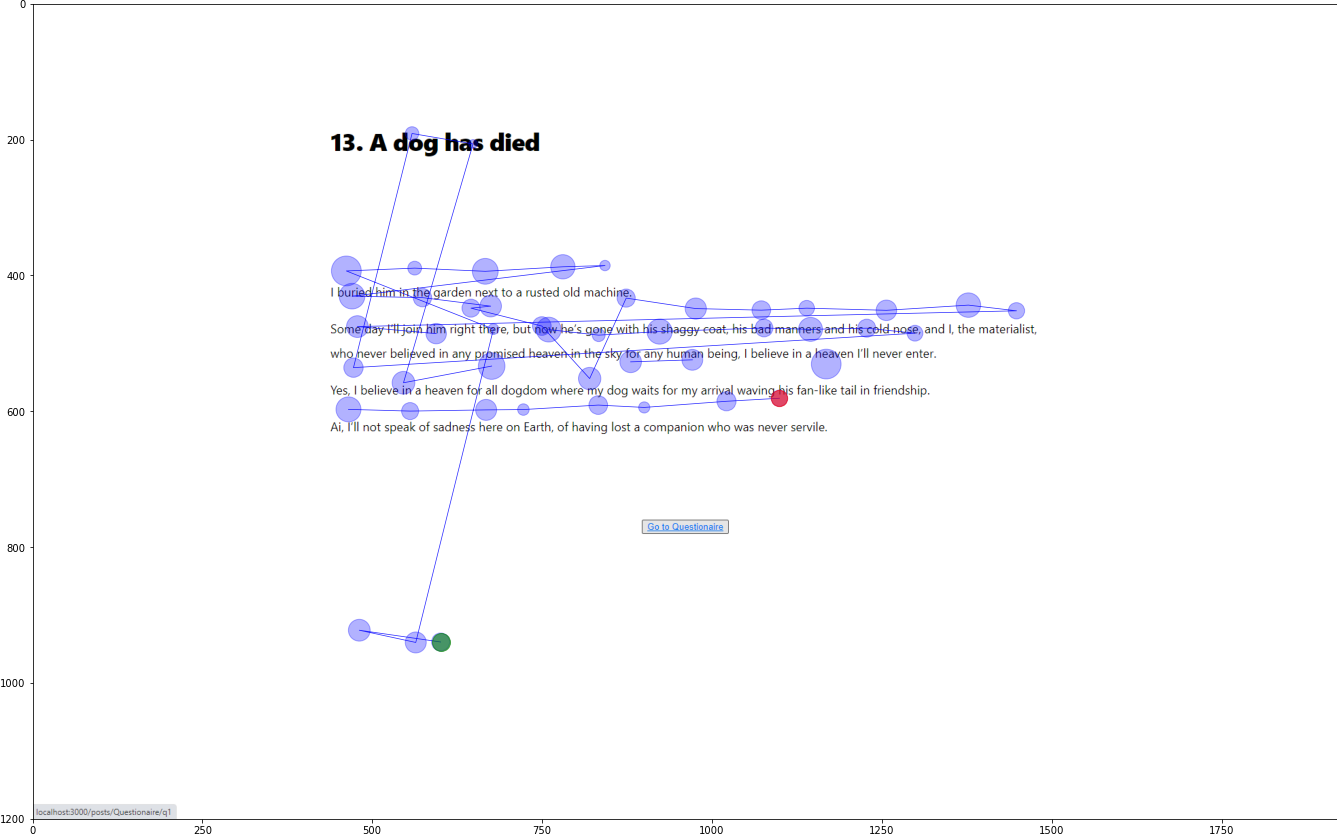 0
200
400
600
800
1000
1200
13. A dog has died
I buried him in the garden next to a rusted old machine.
Someday I'll join him right there, but now he's gone with his shaggy coat, his bad manners and his cold nose, and I, the materialist,
who never believed in any promised heaven in the sky for any human being, I believe in a heaven I'll never enter.
Yes, I believe in a heaven for all dogdom where my dog waits for my arrival waving his fan-like tail in friendship.
Ai, I'll not speak of sadness here on Earth, of having lost a companion who was never servile.
Go to Questionaire
localhost:3000/posts/Questionaire/q1
0 250 500 750 1000 1250 1500 1750